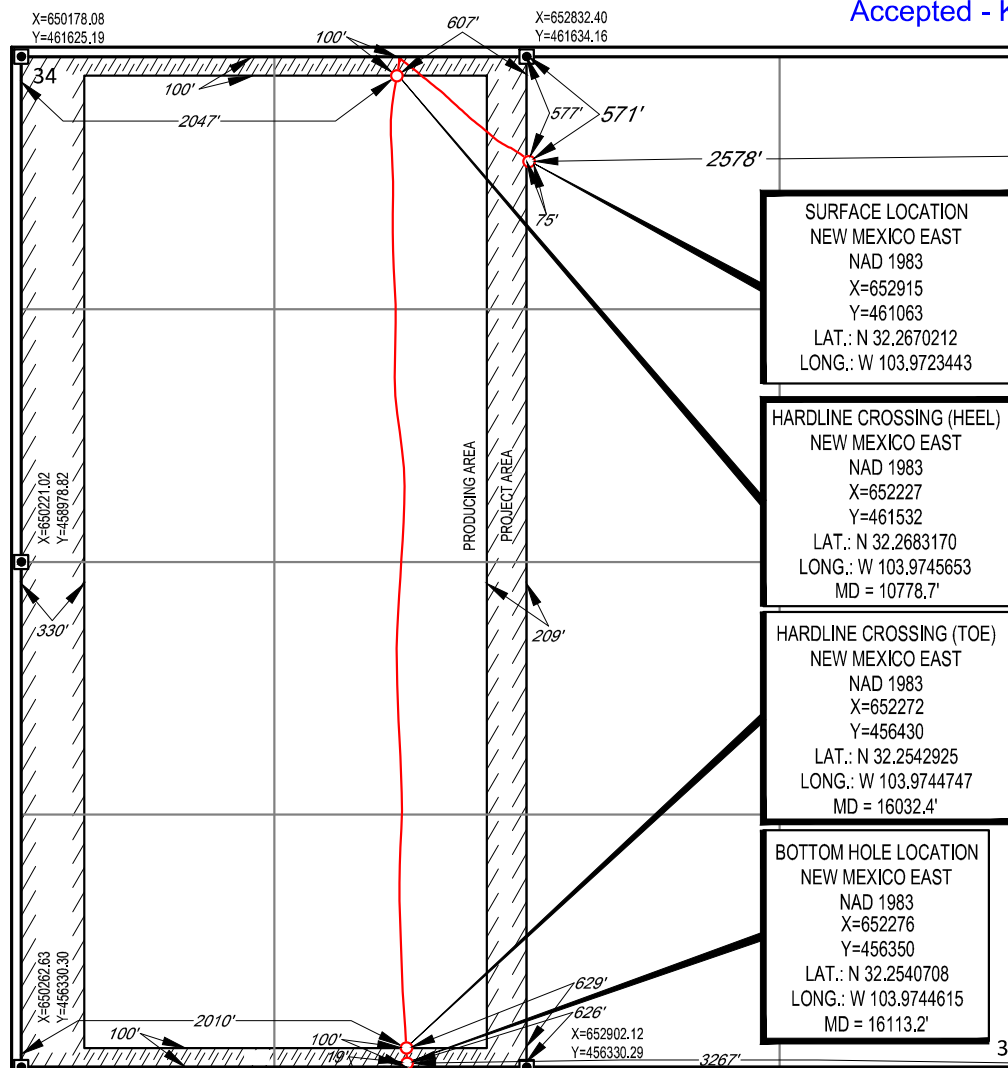 Accepted - K
X=650178.08
Y=461625.19
X=652832.40
Y=461634.16
607'
100'
34
100'
2047'
577'
571'
2578'
75'
SURFACE LOCATION
NEW MEXICO EAST
NAD 1983
X=652915
Y=461063
LAT.: N 32.2670212
LONG.: W 103.9723443
HARDLINE CROSSING (HEEL)
NEW MEXICO EAST
NAD 1983
X=652227
Y=461532
LAT.: N 32.2683170
LONG.: W 103.9745653
MD = 10778.7'
X=650221.02
Y=458978.82
PRODUCING AREA
PROJECT AREA
330'
209'
HARDLINE CROSSING (TOE)
NEW MEXICO EAST
NAD 1983
X=652272
Y=456430
LAT.: N 32.2542925
LONG.: W 103.9744747
MD = 16032.4'
BOTTOM HOLE LOCATION
NEW MEXICO EAST
NAD 1983
X=652276
Y=456350
LAT.: N 32.2540708
LONG.: W 103.9744615
MD = 16113.2'
X=650262.63
Y=456330.30
629'
626'
2010'
100'
100'
19'
X=652902.12
Y=456330.29
3267'
3